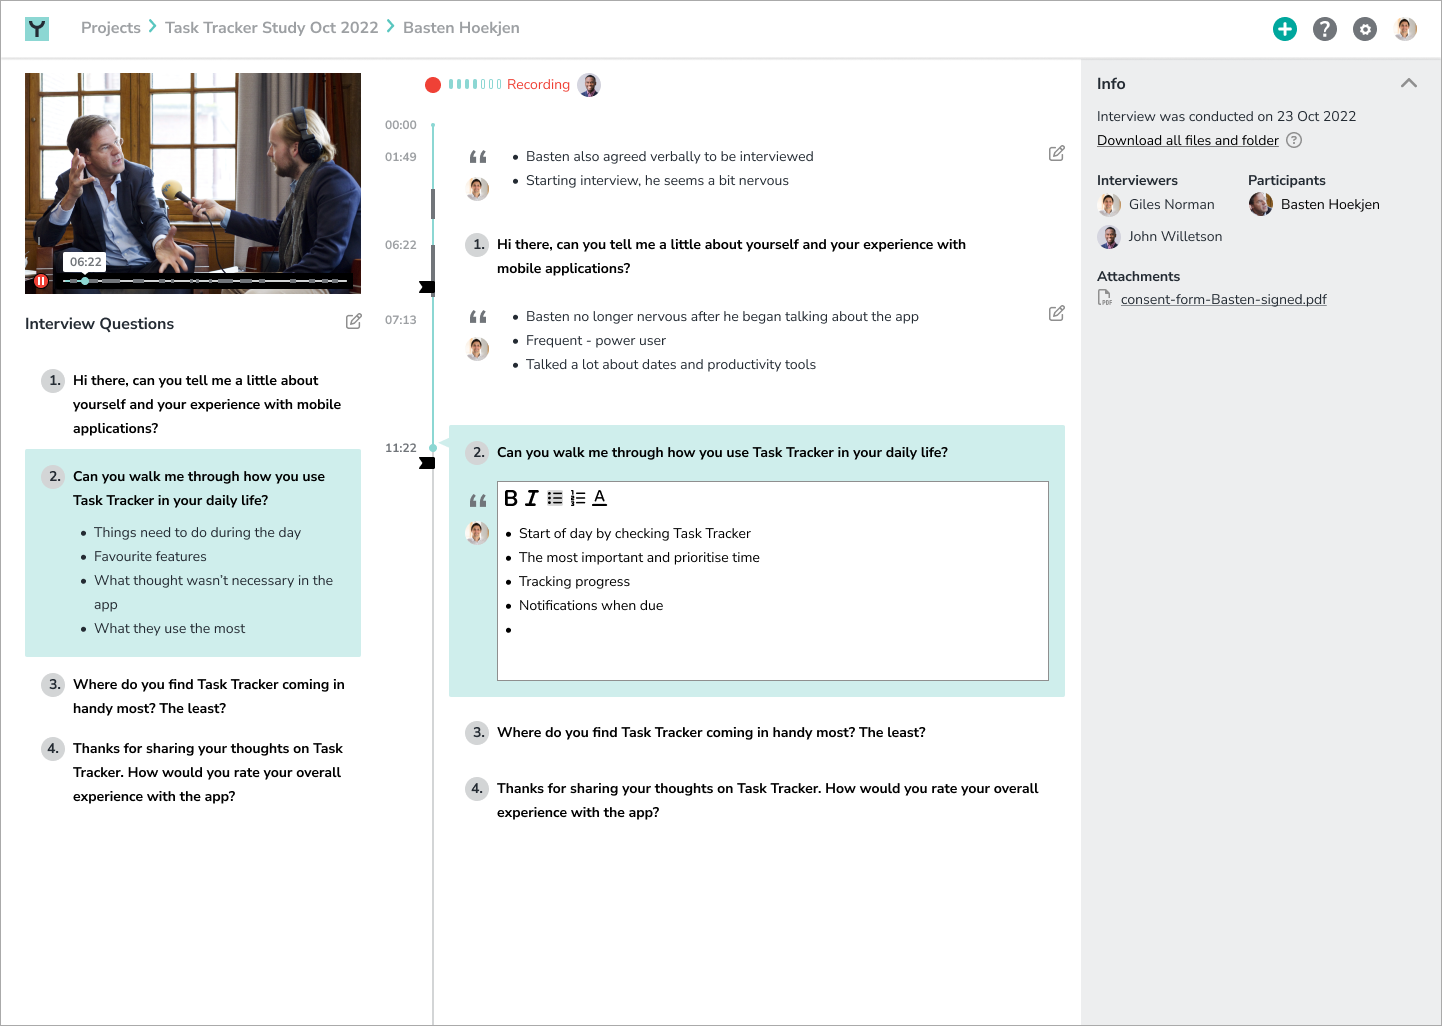 Projects > Task Tracker Study Oct 2022 > Basten Hoekjen
06:22
Interview Questions
1. Hi there, can you tell me a little about
yourself and your experience with mobile
applications?
2. Can you walk me through how you use
Task Tracker in your daily life?
• Things need to do during the day
• Favourite features
• What thought wasn't necessary in the
app
• What they use the most
3. Where do you find Task Tracker coming in
handy most? The least?
4. Thanks for sharing your thoughts on Task
Tracker. How would you rate your overall
experience with the app?
Recording
00:00
01:49
• Basten also agreed verbally to be interviewed
• Starting interview, he seems a bit nervous
06:22
1. Hi there, can you tell me a little about yourself and your experience with
mobile applications?
07:13
• Basten no longer nervous after he began talking about the app
• Frequent - power user
• Talked a lot about dates and productivity tools
11:22
2. Can you walk me through how you use Task Tracker in your daily life?
B I A
• Start of day by checking Task Tracker
• The most important and prioritise time
• Tracking progress
• Notifications when due
•
3. Where do you find Task Tracker coming in handy most? The least?
4. Thanks for sharing your thoughts on Task Tracker. How would you rate your overall
experience with the app?
Info
Interview was conducted on 23 Oct 2022
Download all files and folder ?
Interviewers
Giles Norman
John Willetson
Participants
Basten Hoekjen
Attachments
PDF consent-form-Basten-signed.pdf